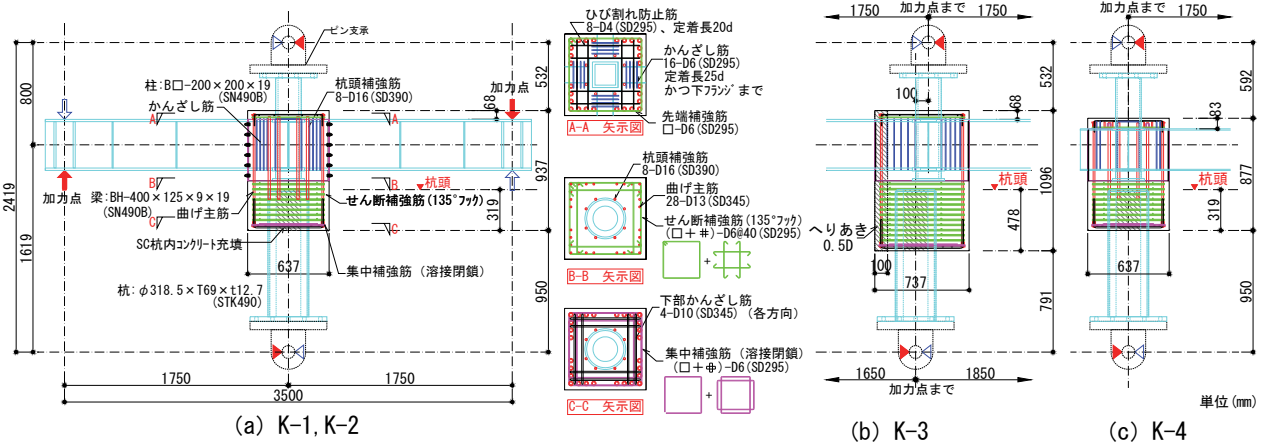 ピン支承
800
1619
2419
加力点
加力点
加力点
柱:B□-200×200×19
(SN490B)
かんざし筋
杭頭補強筋
8-D16(SD390)
A
A
B
B
C
C
杭頭
梁:BH-400×125×9×19
(SN490B)
曲げ主筋
せん断補強筋(135°フック)
SC杭内コンクリート充填
637
集中補強筋(溶接閉鎖)
杭:φ318.5×T69×t12.7
(STK490)
532
68
937
319
950
1750
1750
3500
(a) K-1,K-2
ひび割れ防止筋
8-D4(SD295)、定着長20d
かんざし筋
16-D6(SD295)
定着長25d
かつ下フランジまで
先端補強筋
□-D6(SD295)
A-A 矢示図
杭頭補強筋
8-D16(SD390)
曲げ主筋
28-D13(SD345)
せん断補強筋(135°フック)
(□+#)-D6@40(SD295)
+
B-B 矢示図
下部かんざし筋
4-D10(SD345)(各方向)
集中補強筋(溶接閉鎖)
-D6(SD295)
+
C-C 矢示図
加力点まで
1750
1750
532
100
68
杭頭
1096
478
へりあき
0.5D
100
737
791
1650
1850
加力点まで
(b) K-3
加力点まで
1750
592
83
杭頭
877
319
637
950
単位(mm)
(c) K-4